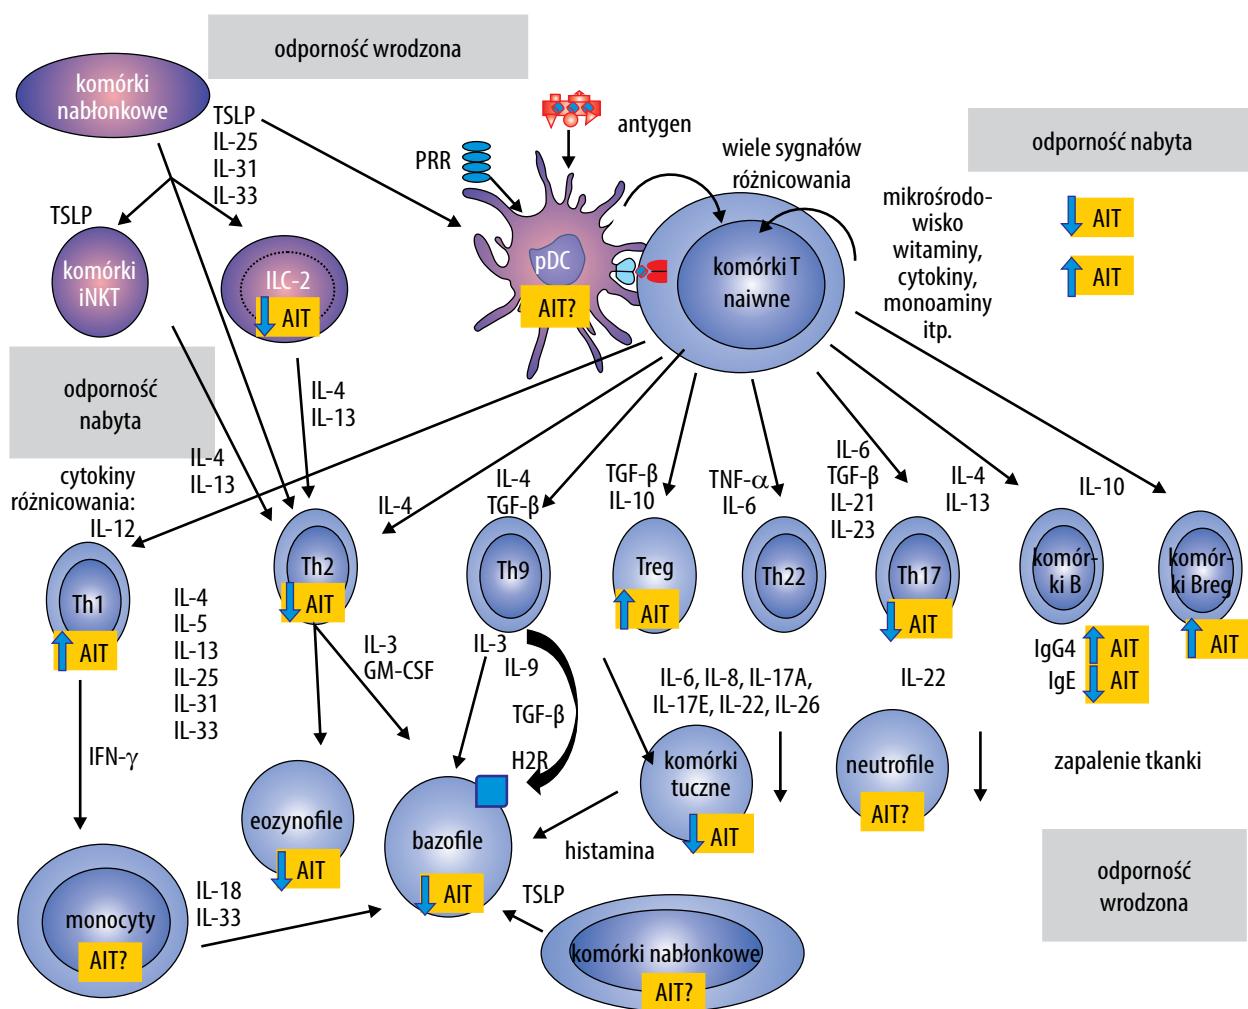 odporność wrodzona
komórki
nabłonkowe
TSLP
IL-25
IL-31
IL-33
PRR
antygen
wiele sygnałów
różnicowania
odporność nabyta
AIT
AIT
mikrośrodo-
wisko
witaminy,
cytokiny,
monoaminy
itp.
TSLP
komórki
iNKT
ILC-2
AIT
pDC
AIT?
komórki T
naiwne
odporność
nabyta
IL-4
IL-13
cytokiny
różnicowania:
IL-12
IL-4
IL-13
IL-4
IL-4
TGF-β
TGF-β
IL-10
TNF-α
IL-6
IL-6
TGF-β
IL-21
IL-23
IL-4
IL-13
IL-10
Th1
AIT
Th2
AIT
Th9
Treg
AIT
Th22
Th17
AIT
komór-
ki B
komór-
ki Breg
AIT
IgG4
AIT
IgE
AIT
IL-4
IL-5
IL-13
IL-25
IL-31
IL-33
IL-3
GM-CSF
IL-3
IL-9
TGF-β
H2R
IL-6, IL-8, IL-17A,
IL-17E, IL-22, IL-26
IL-22
IFN-γ
zapalenie tkanki
eozynofile
AIT
bazofile
AIT
komórki
tuczne
AIT
neutrofile
AIT?
histamina
odporność
wrodzona
monocyty
AIT?
IL-18
IL-33
TSLP
komórki nabłonkowe
AIT?